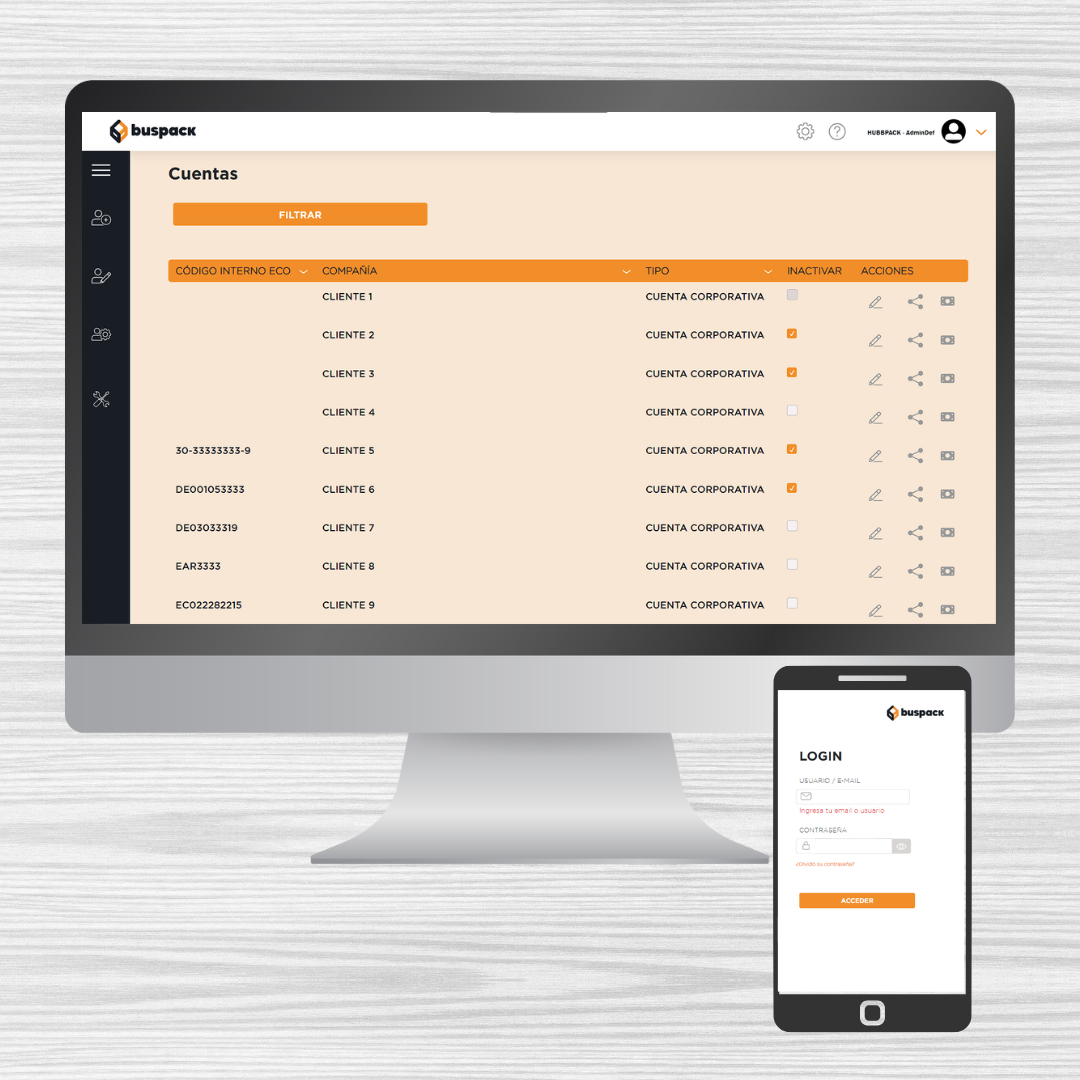 buspack
HUBBPACK - AdminDef
Cuentas
FILTRAR
CÓDIGO INTERNO ECO COMPAÑÍA TIPO INACTIVAR ACCIONES
CLIENTE 1 CUENTA CORPORATIVA
CLIENTE 2 CUENTA CORPORATIVA
CLIENTE 3 CUENTA CORPORATIVA
CLIENTE 4 CUENTA CORPORATIVA
30-33333333-9 CLIENTE 5 CUENTA CORPORATIVA
DE001053333 CLIENTE 6 CUENTA CORPORATIVA
DE03033319 CLIENTE 7 CUENTA CORPORATIVA
EAR3333 CLIENTE 8 CUENTA CORPORATIVA
EC022282215 CLIENTE 9 CUENTA CORPORATIVA
buspack
LOGIN
USUARIO / E-MAIL
Ingresa tu email o usuario
CONTRASEÑA
¿Olvidó su contraseña?
ACCEDER